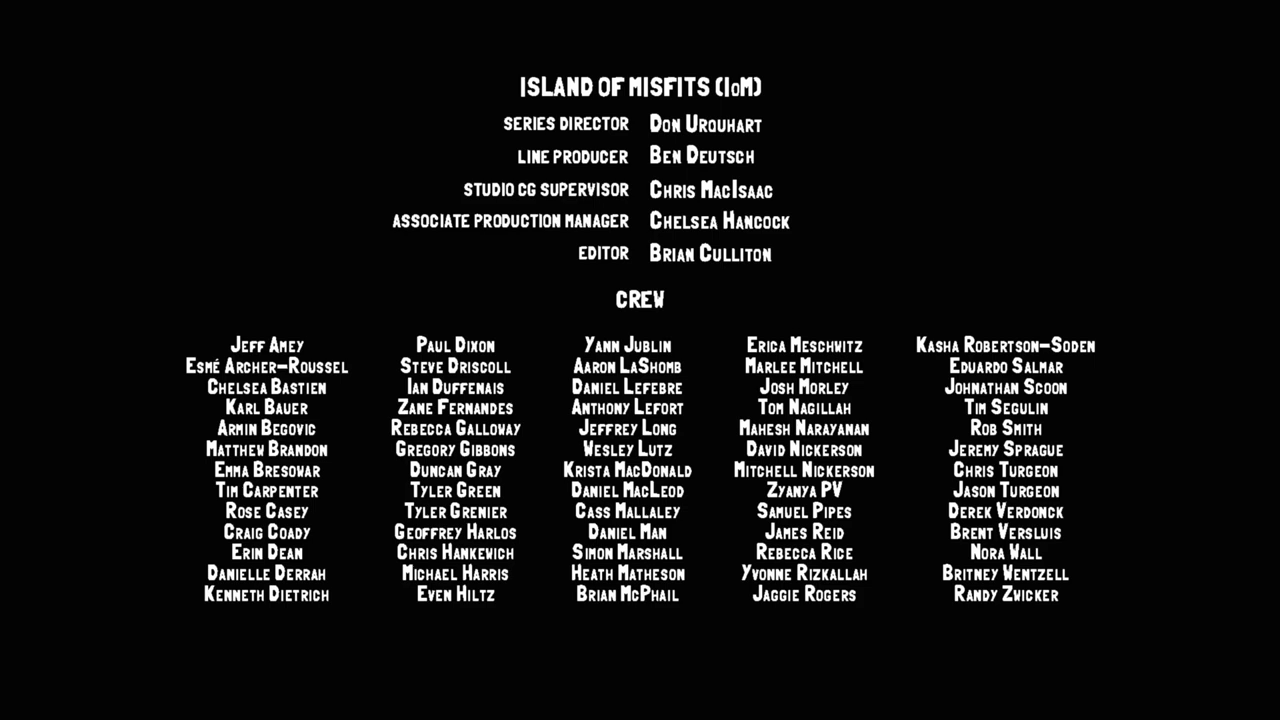 ISLAND OF MISFITS (IoM)
SERIES DIRECTOR Don Urquhart
LINE PRODUCER Ben Deutsch
STUDIO CG SUPERVISOR Chris MacIsaac
ASSOCIATE PRODUCTION MANAGER Chelsea Hancock
EDITOR Brian Culliton
CREW
Jeff Amey Paul Dixon Yann Jublin Erica Meschwitz Kasha Robertson-Soden
Esmé Archer-Roussel Steve Driscoll Aaron LaShomb Marlee Mitchell Eduardo Salmar
Chelsea Bastien Ian Duffenais Daniel Lefebre Josh Morley Johnathan Scoon
Karl Bauer Zane Fernandes Anthony Lefort Tom Nagillah Tim Segulin
Armin Begovic Rebecca Galloway Jeffrey Long Mahesh Narayanan Rob Smith
Matthew Brandon Gregory Gibbons Wesley Lutz David Nickerson Jeremy Sprague
Emma Bresowar Duncan Gray Krista MacDonald Mitchell Nickerson Chris Turgeon
Tim Carpenter Tyler Green Daniel MacLeod Zyanya PV Jason Turgeon
Rose Casey Tyler Grenier Cass Mallaley Samuel Pipes Derek Verdonck
Craig Coady Geoffrey Harlos Daniel Man James Reid Brent Versluis
Erin Dean Chris Hankewich Simon Marshall Rebecca Rice Nora Wall
Danielle Derrah Michael Harris Heath Matheson Yvonne Rizkallah Britney Wentzell
Kenneth Dietrich Even Hiltz Brian McPhail Jaggie Rogers Randy Zwicker